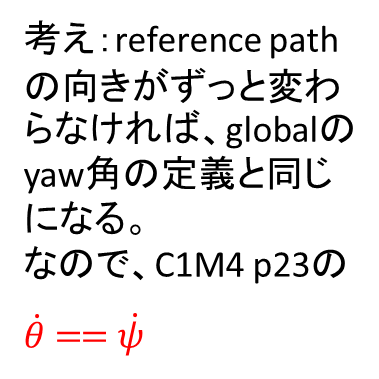 考え：reference path
の向きがずっと変わ
らなければ、globalの
yaw角の定義と同じ
になる。
なので、C1M4 p23の
θ̇ == ψ̇